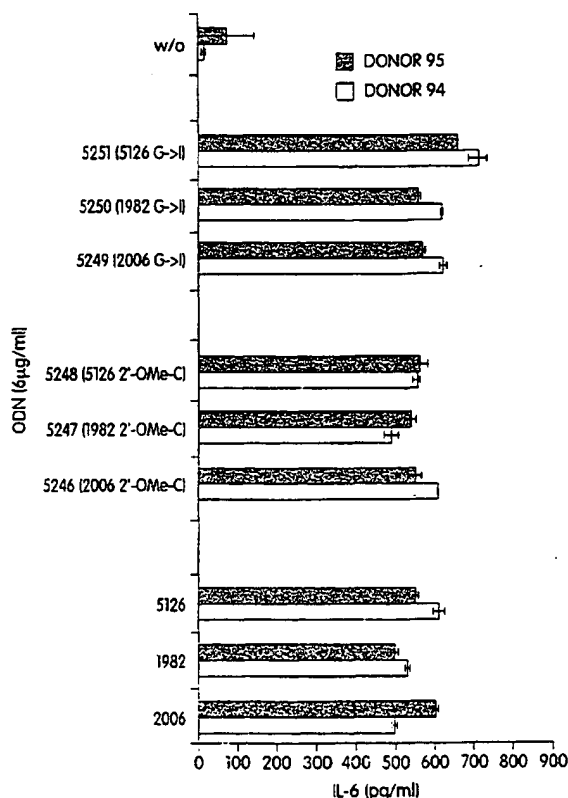 w/o
DONOR 95
DONOR 94
5251 (5126 G->I)
5250 (1982 G->I)
5249 (2006 G->I)
5248 (5126 2'-OMe-C)
5247 (1982 2'-OMe-C)
5246 (2006 2'-OMe-C)
5126
1982
2006
ODN (6µg/ml)
0 100 200 300 400 500 600 700 800 900
IL-6 (pg/ml)